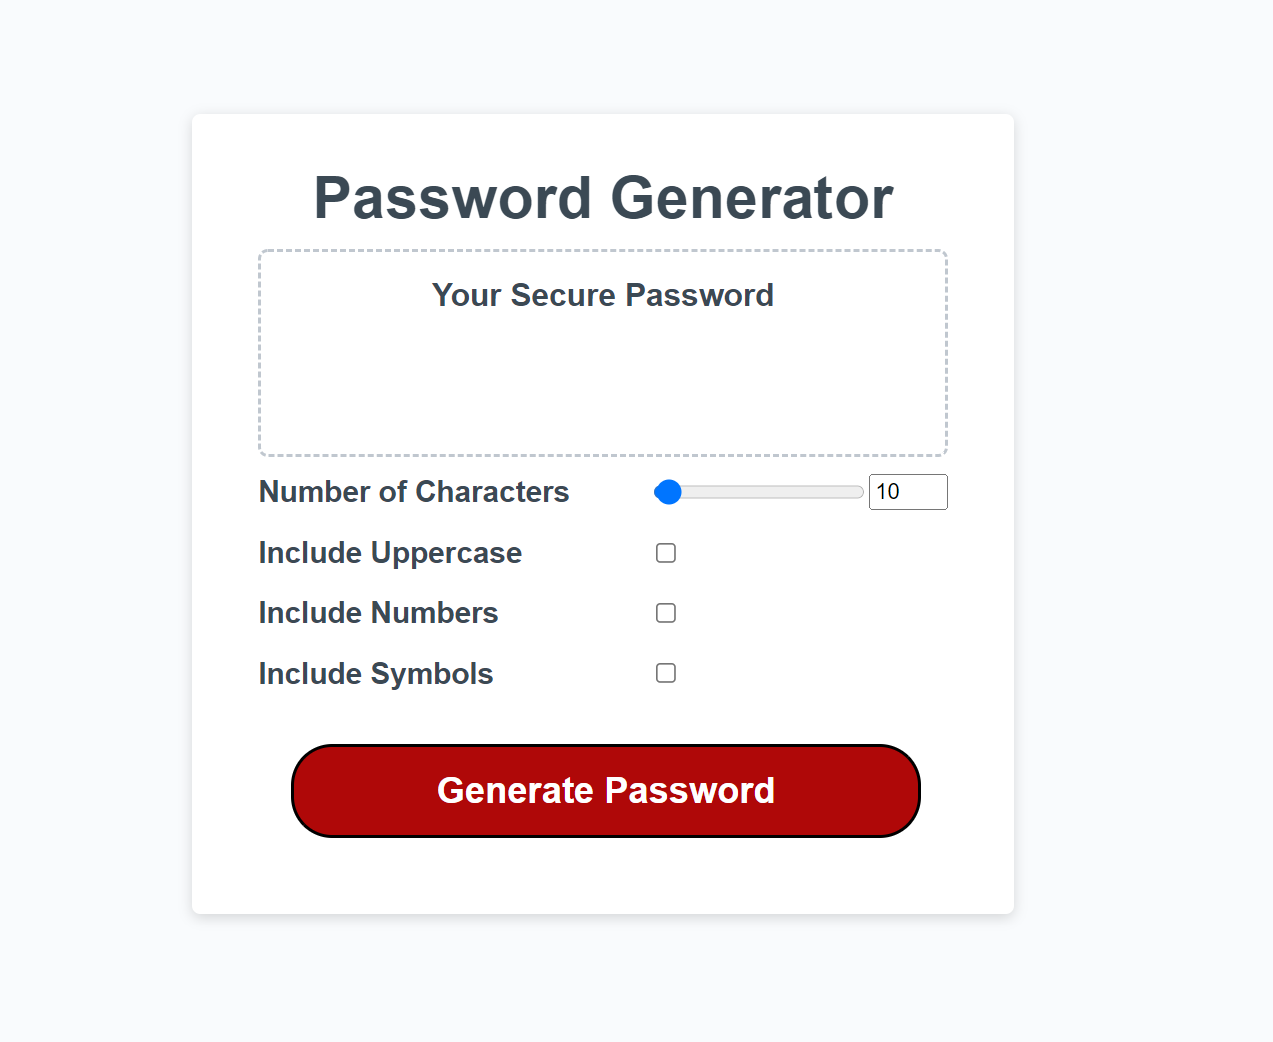 Password Generator
Your Secure Password
Number of Characters 10
Include Uppercase
Include Numbers
Include Symbols
Generate Password